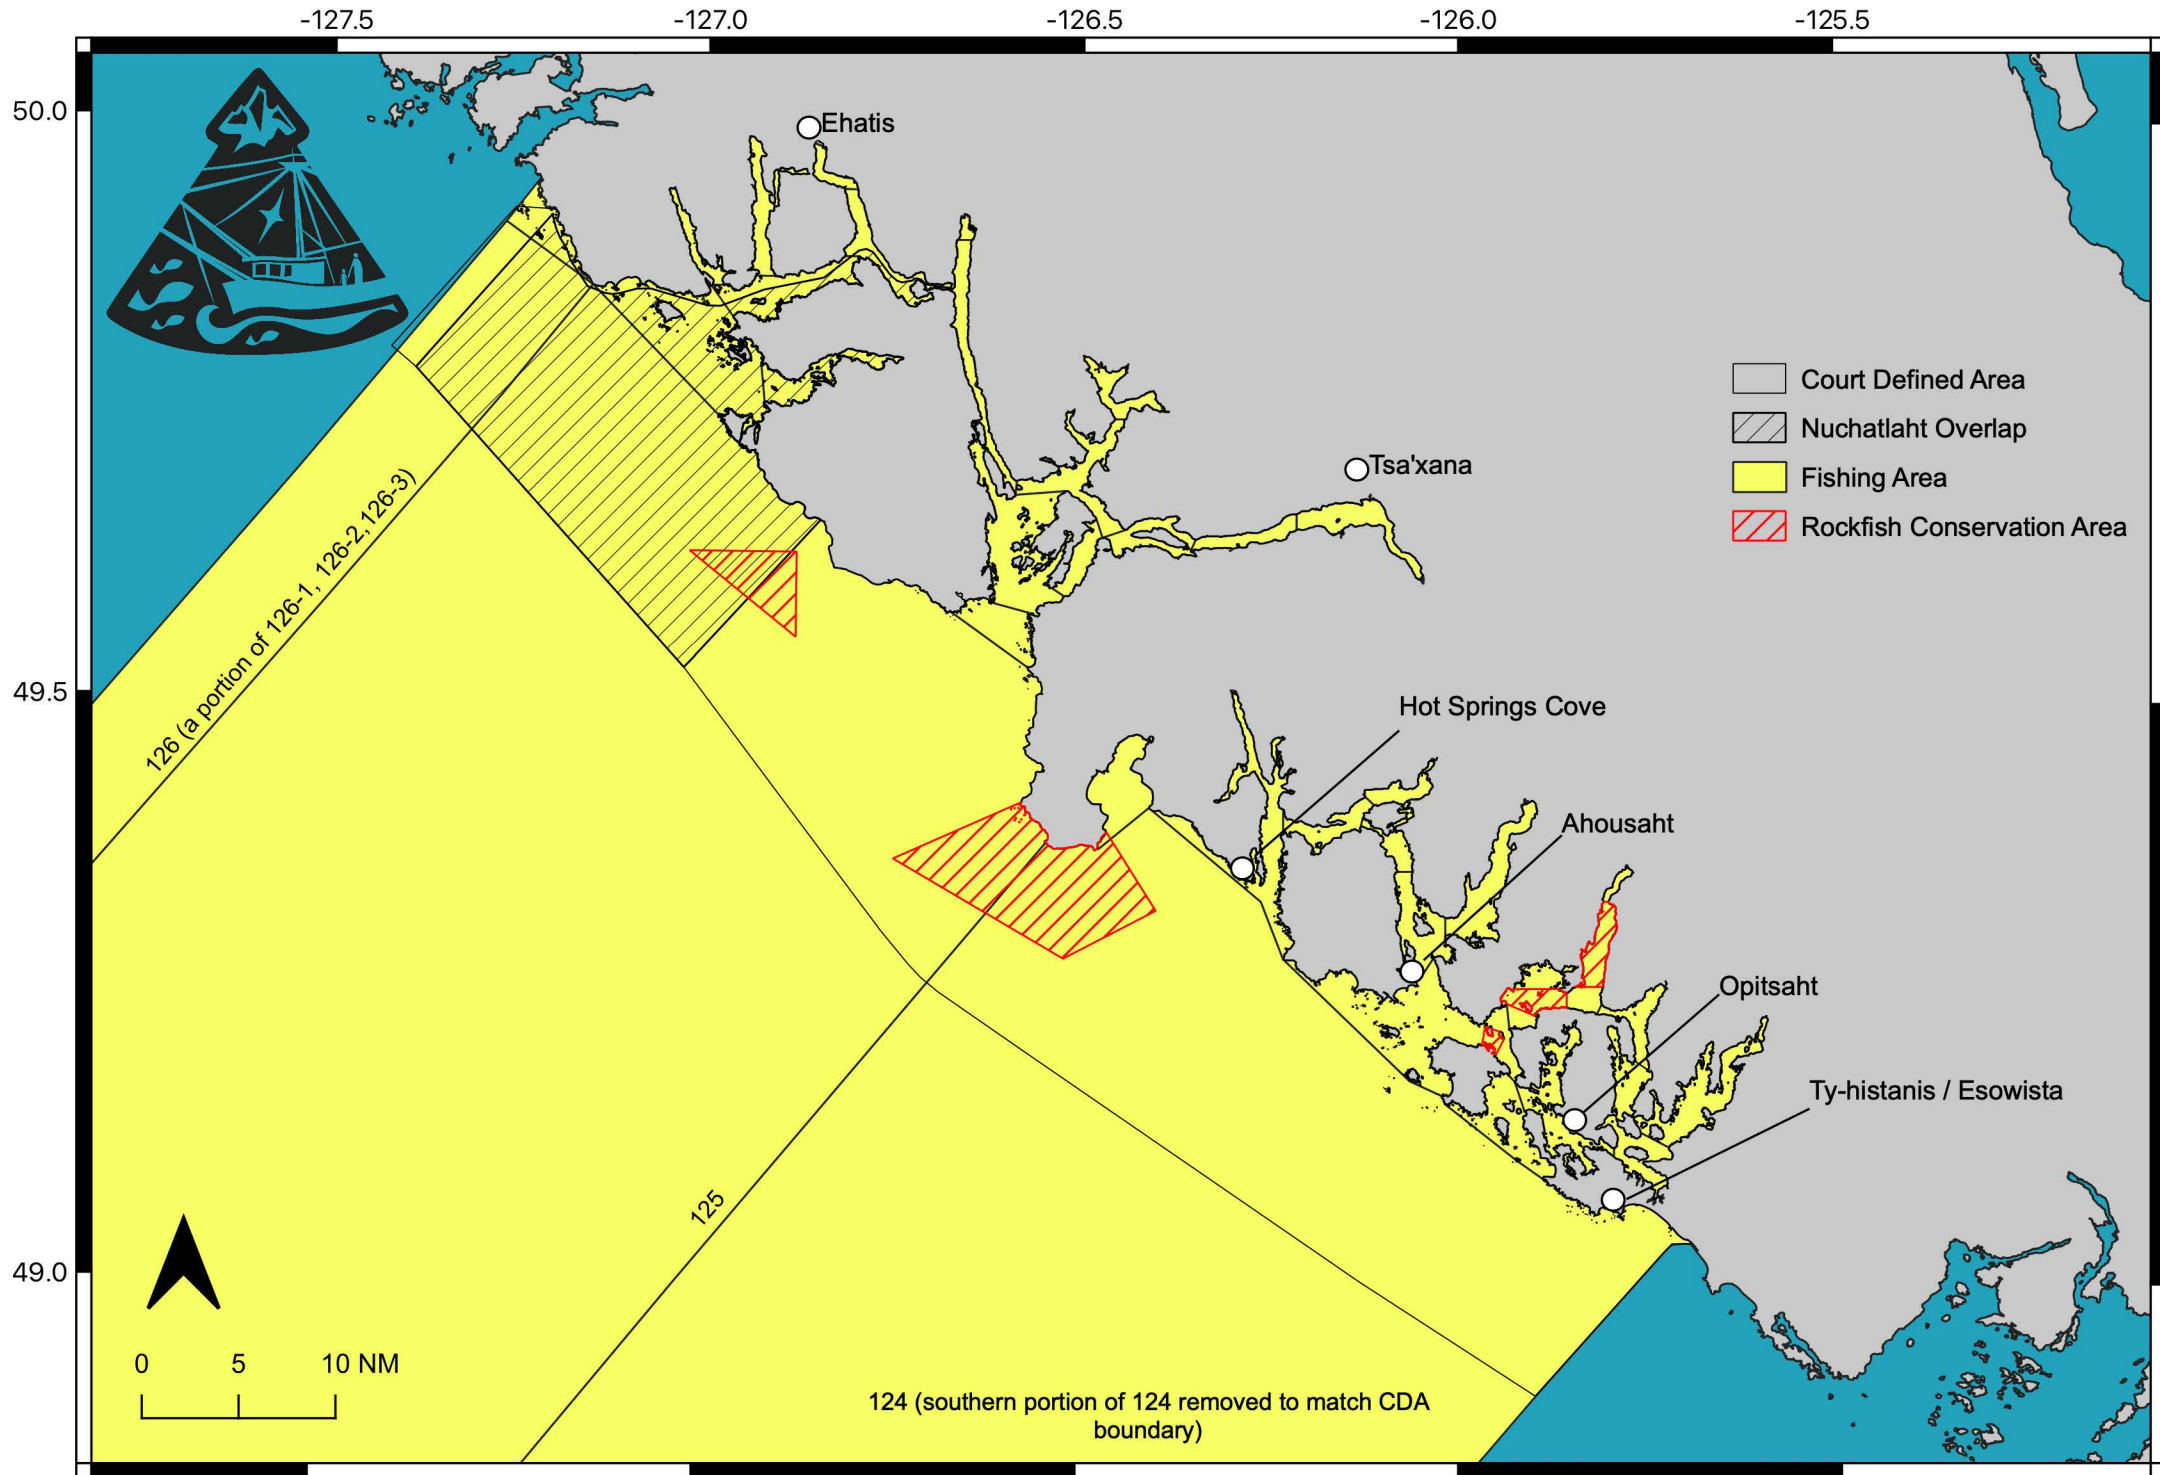 -127.5
-127.0
-126.5
-126.0
-125.5
50.0
49.5
49.0
Ehatis
Tsa'xana
Court Defined Area
Nuchatlaht Overlap
Fishing Area
Rockfish Conservation Area
126 (a portion of 126-1, 126-2,126-3)
Hot Springs Cove
Ahousaht
Opitsaht
Ty-histanis / Esowista
125
0 5 10 NM
124 (southern portion of 124 removed to match CDA
boundary)